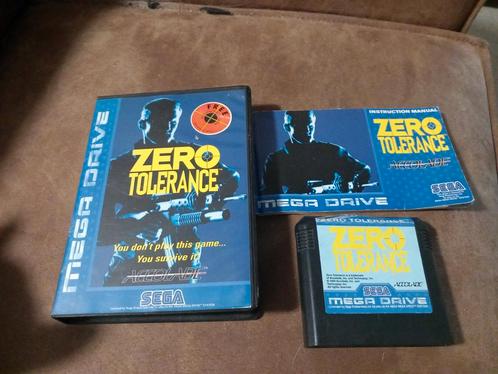 MEGA DRIVE
FREE
ZERO
TOLERANCE
You don't play this game...
You survive it!
ACCOLADE
SEGA
INSTRUCTION MANUAL
ZERO
TOLERANCE
ACCOLADE
SEGA
MEGA DRIVE
ZERO TOLERANCE
ZERO
TOLERANCE
SEGA
ACCOLADE
MEGA DRIVE